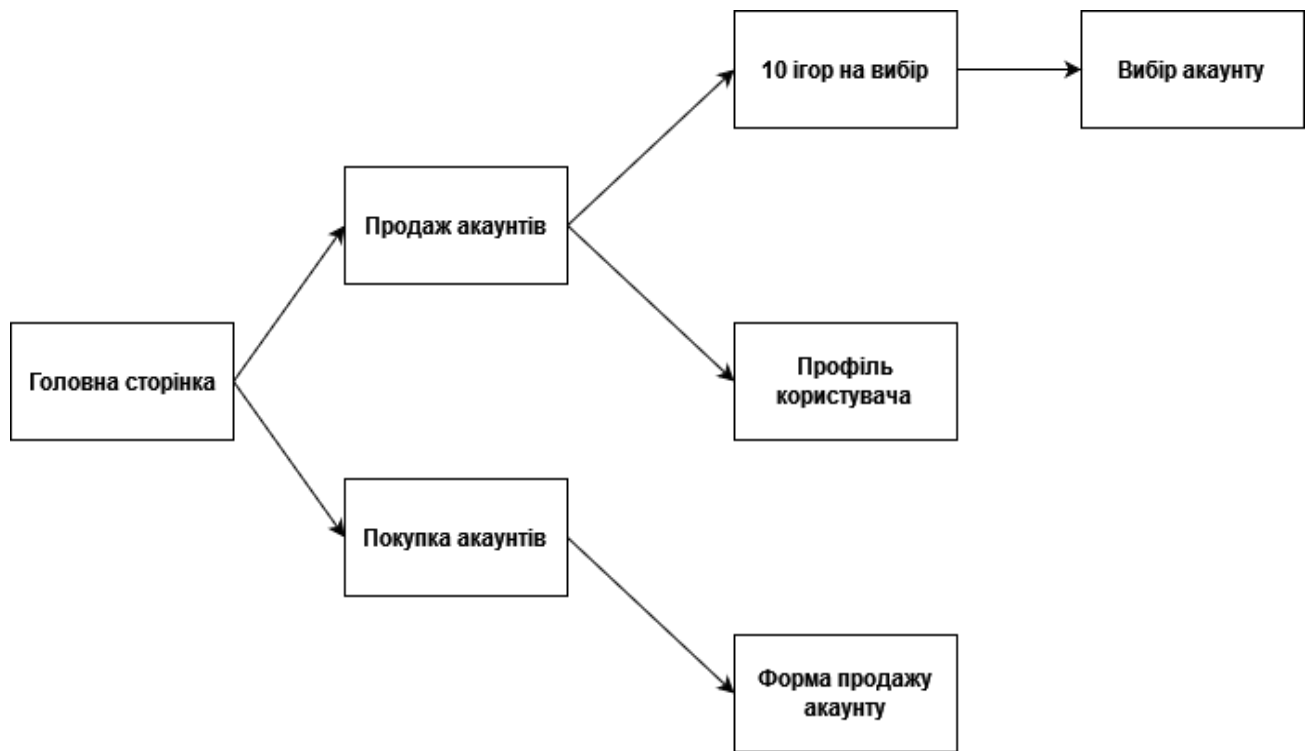 10 ігор на вибір
Вибір акаунту
Продаж акаунтів
Головна сторінка
Профіль
користувача
Покупка акаунтів
Форма продажу
акаунту